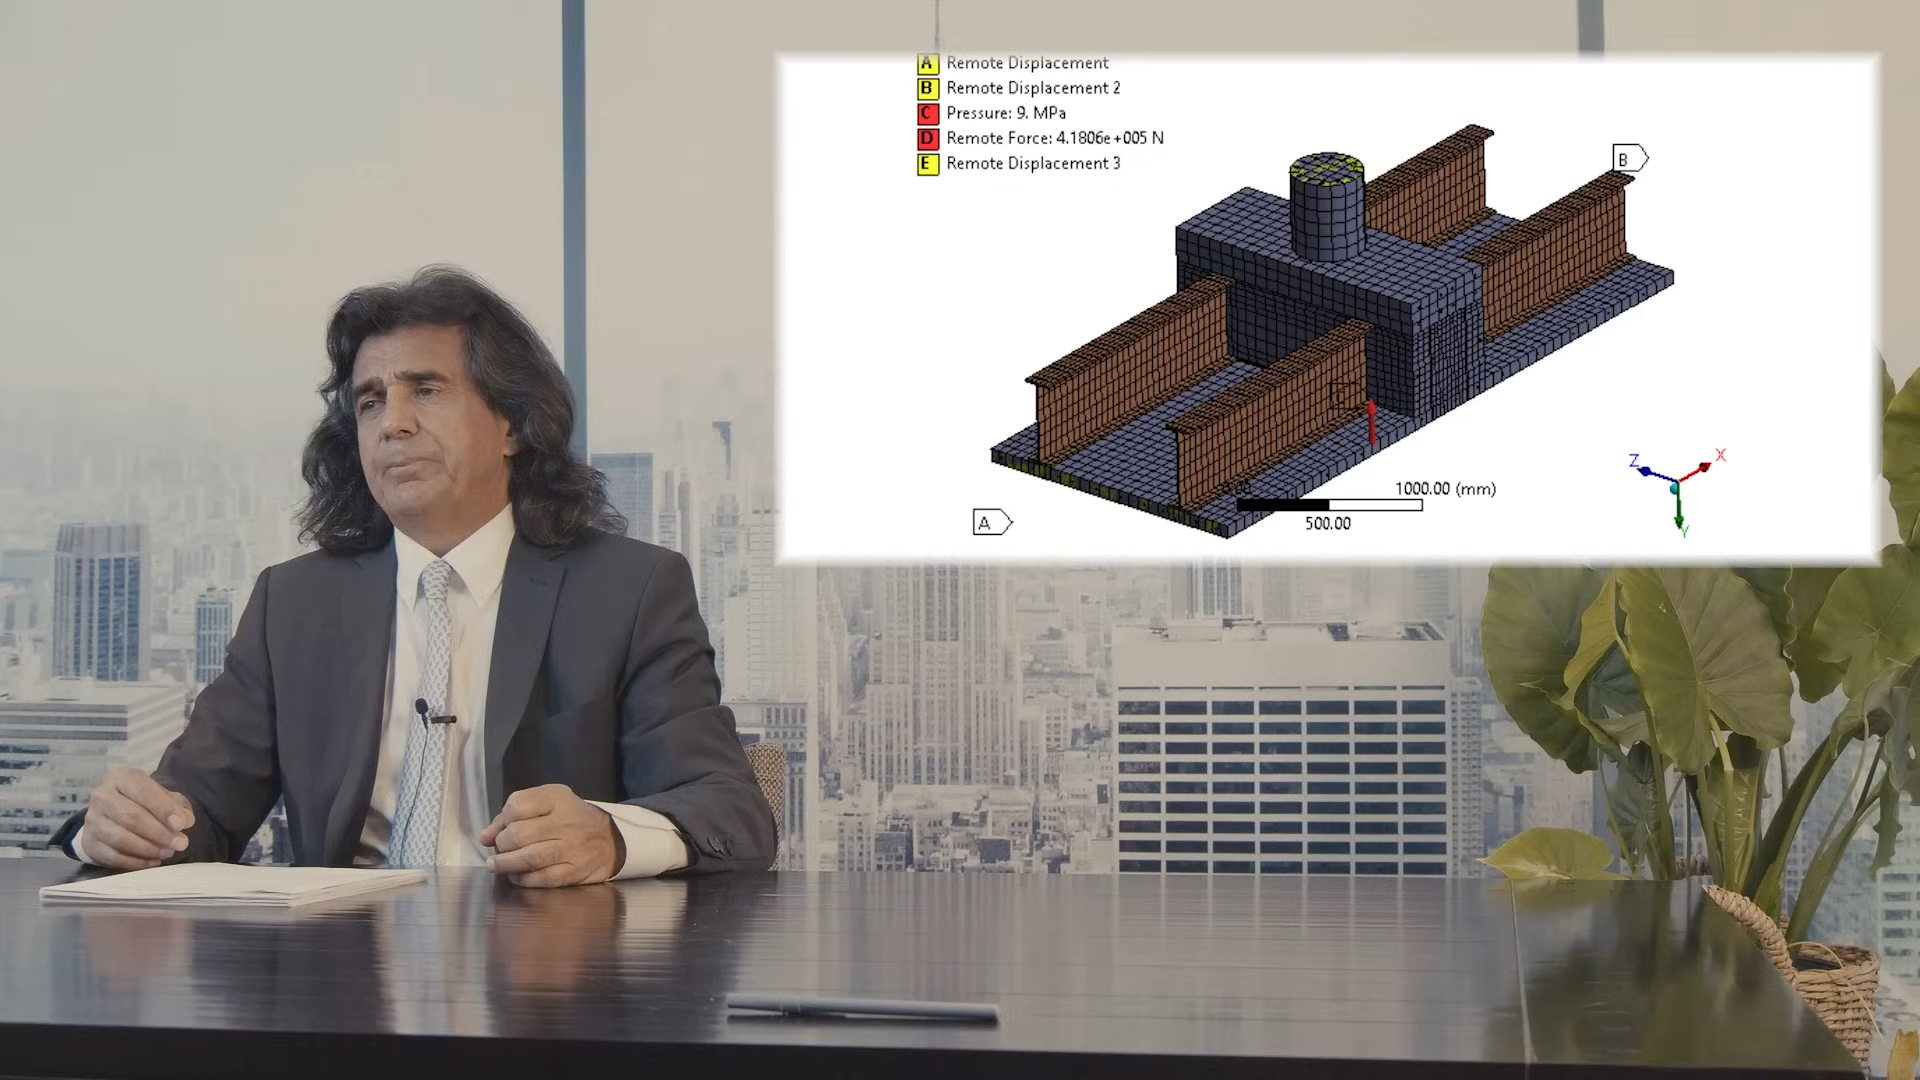 A Remote Displacement
B Remote Displacement 2
C Pressure: 9. MPa
D Remote Force: 4.1806e+005 N
E Remote Displacement 3
B
A
1000.00 (mm)
500.00
Z
X
Y